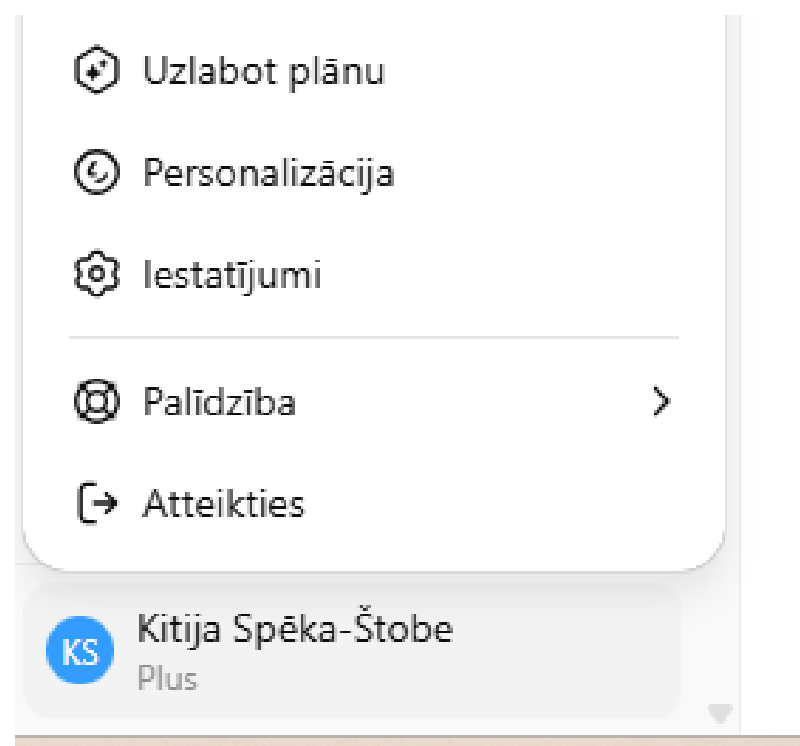 Uzlabot plānu
Personalizācija
Iestatījumi
Palīdzība
Atteikties
KS
Kitija Spēka-Štobe
Plus